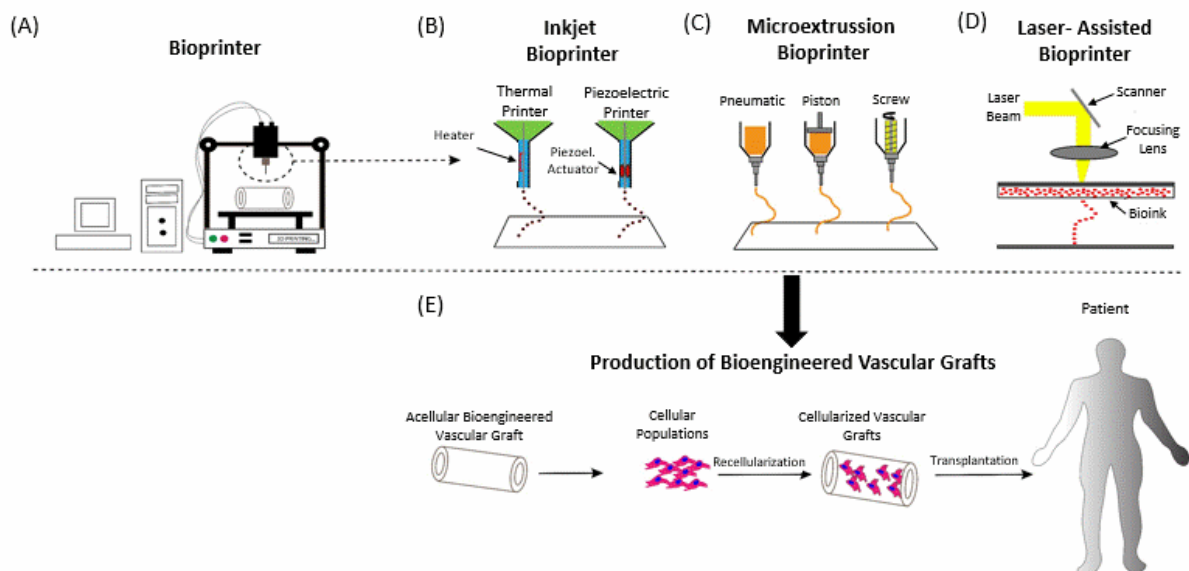 (A)
Bioprinter
(B)
Inkjet
Bioprinter
Thermal
Printer
Piezoelectric
Printer
Heater
Piezoel.
Actuator
(C)
Microextrussion
Bioprinter
Pneumatic
Piston
Screw
(D)
Laser- Assisted
Bioprinter
Laser
Beam
Scanner
Focusing
Lens
Bioink
(E)
Production of Bioengineered Vascular Grafts
Patient
Acellular Bioengineered
Vascular Graft
Cellular
Populations
Recellularization
Cellularized Vascular
Grafts
Transplantation